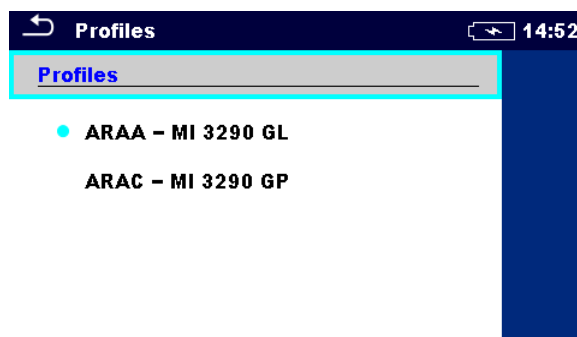 Profiles 14:52
Profiles
ARAA – MI 3290 GL
ARAC – MI 3290 GP